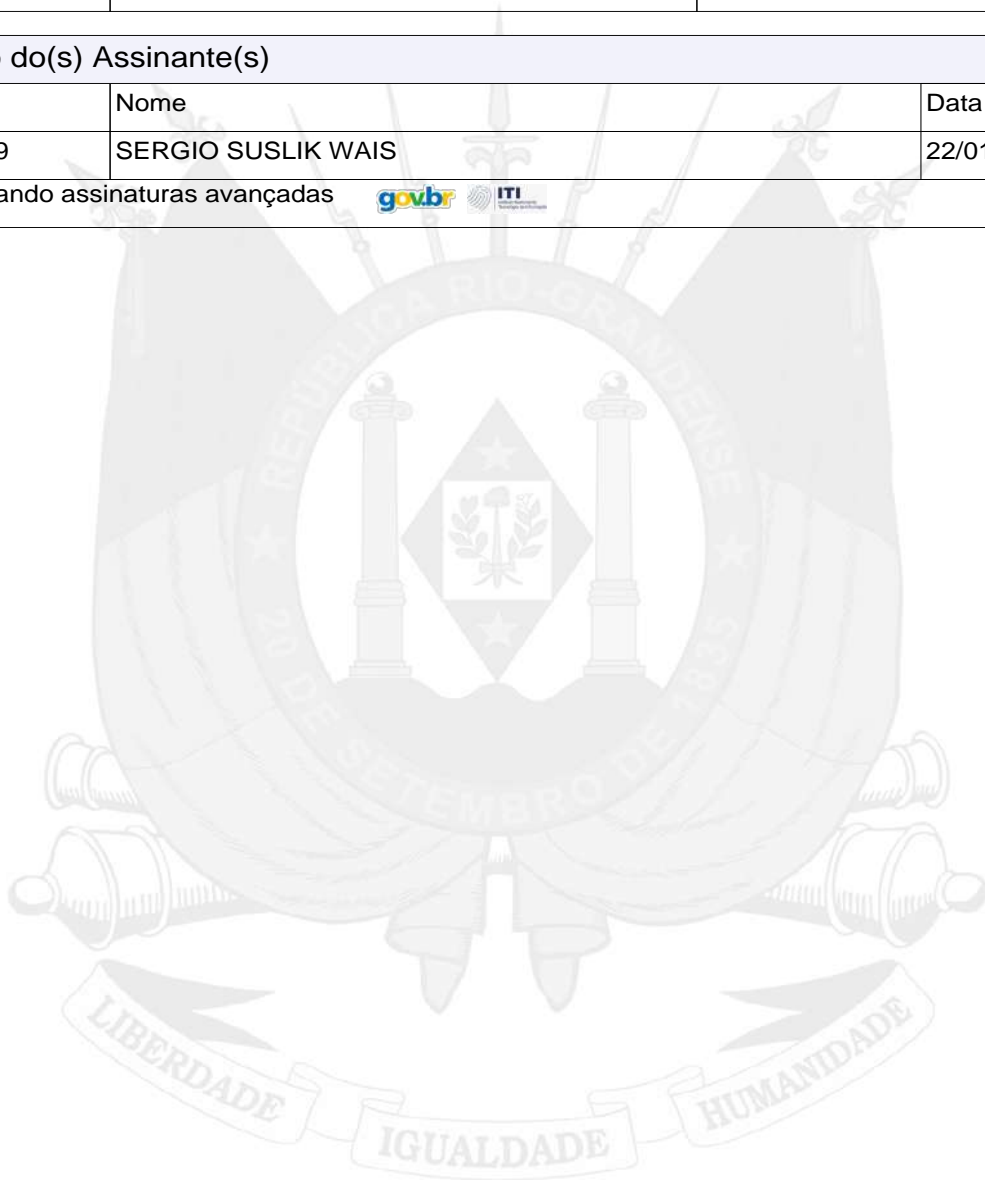 do(s) Assinante(s)
Nome Data
9 SERGIO SUSLIK WAIS 22/01
ando assinaturas avançadas gov.br ITI
REPÚBLICA RIO-GRANDENSE
20 DE SETEMBRO DE 1835
LIBERDADE IGUALDADE HUMANIDADE